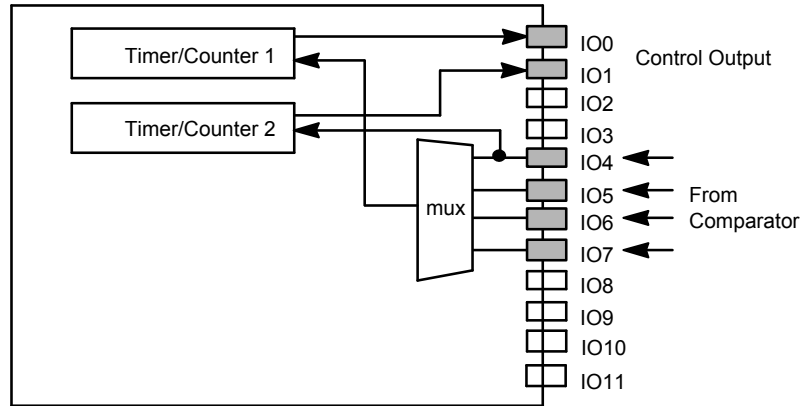 Timer/Counter 1
Timer/Counter 2
mux
IO0
IO1
IO2
IO3
IO4
IO5
IO6
IO7
IO8
IO9
IO10
IO11
Control Output
From
Comparator